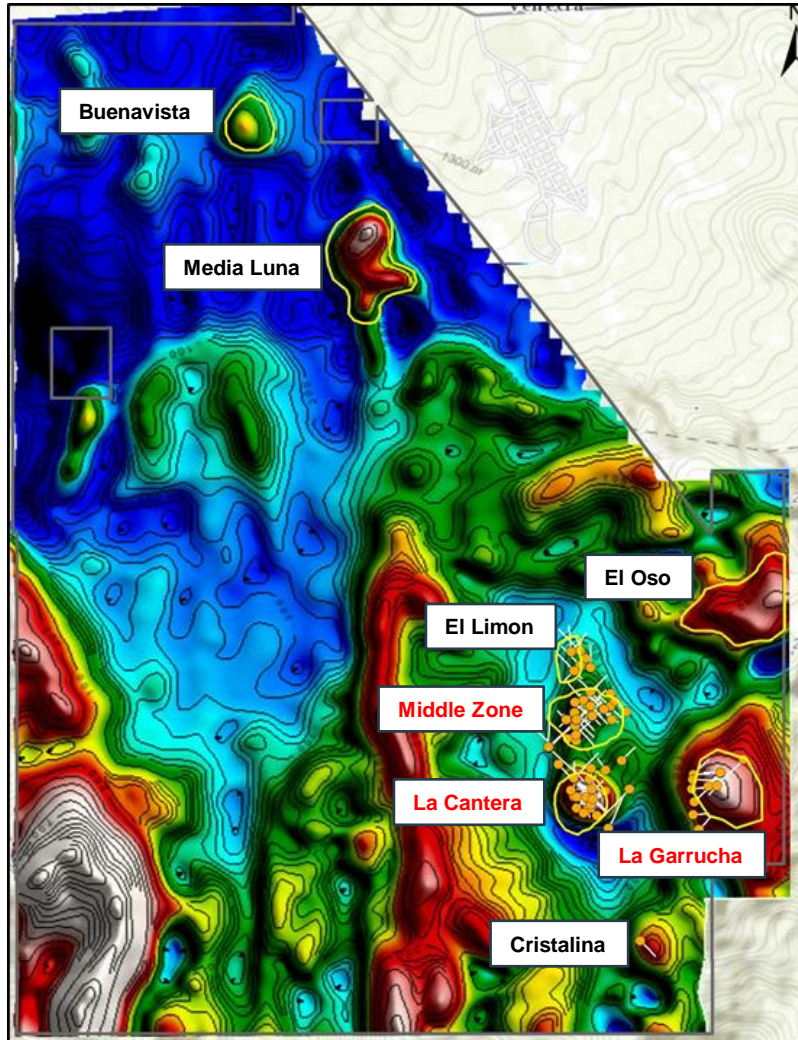 N
Buenavista
1300 m
Media Luna
El Oso
El Limon
Middle Zone
La Cantera
La Garrucha
Cristalina